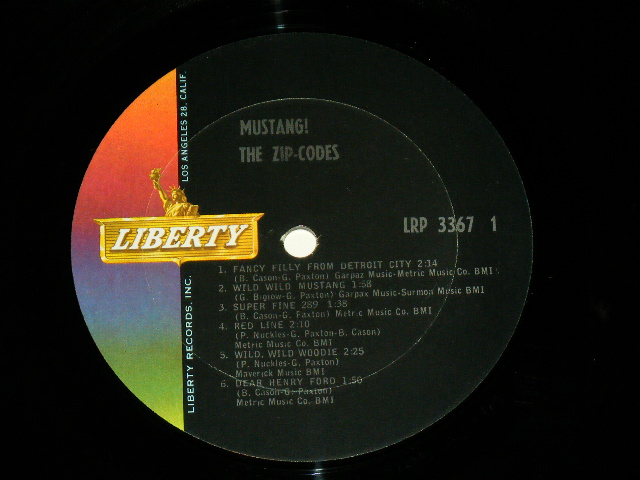 MUSTANG!
THE ZIP-CODES
LRP 3367 1
LIBERTY
LIBERTY RECORDS, INC.
LOS ANGELES 28, CALIF.
1. FANCY FILLY FROM DETROIT CITY 2:14
(B. Cason-G. Paxton) Garpax Music-Metric Music Co. BMI
2. WILD WILD MUSTANG 1:58
(G. Biglow-G. Paxton) Garpax Music-Surmon Music BMI
3. SUPER FINE 289 1:38
(B. Cason-G. Paxton) Metric Music Co. BMI
4. RED LINE 2:10
(P. Nuckles-G. Paxton-B. Cason)
Metric Music Co. BMI
5. WILD, WILD WOODIE 2:25
(P. Nuckles-G. Paxton)
Maverick Music BMI
6. DEAR HENRY FORD 1:50
(B. Cason-G. Paxton)
Metric Music Co. BMI